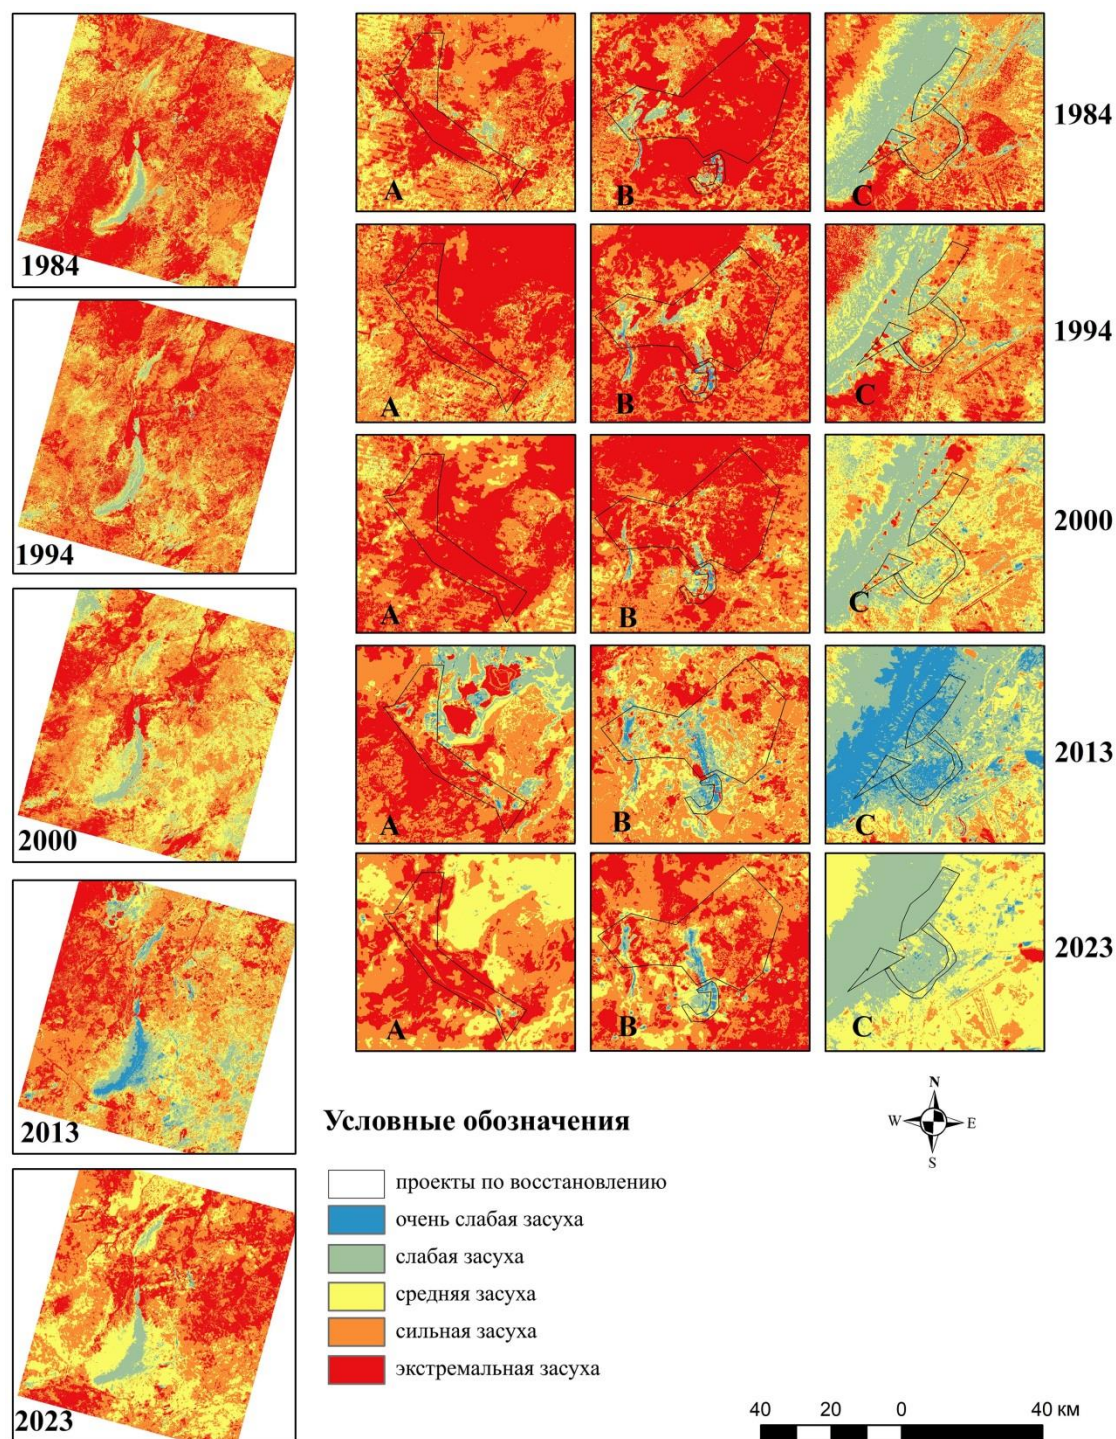 1984
1994
2000
2013
2023
A
B
C
1984
A
B
C
1994
A
B
C
2000
A
B
C
2013
A
B
C
2023
N
W
E
S
Условные обозначения
проекты по восстановлению
очень слабая засуха
слабая засуха
средняя засуха
сильная засуха
экстремальная засуха
40 20 0 40 км